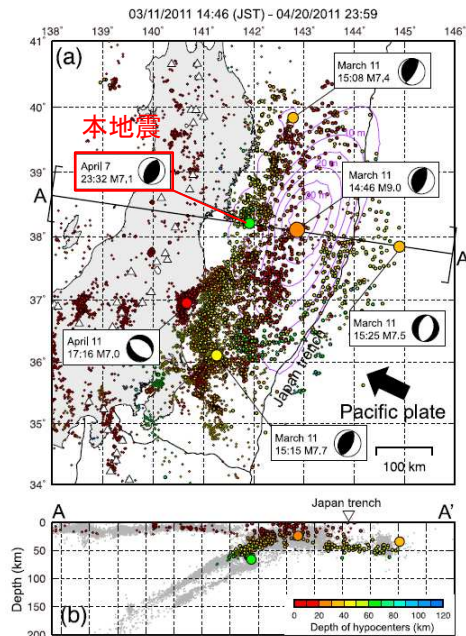 03/11/2011 14:46 (JST) - 04/20/2011 23:59
138° 139° 140° 141° 142° 143° 144° 145° 146°
41°
(a)
March 11
15:08 M7.4
40°
本地震
April 7
23:32 M7.1
39°
March 11
14:46 M9.0
A
A'
38°
37°
April 11
17:16 M7.0
March 11
15:25 M7.5
36°
Japan trench
Pacific plate
35°
March 11
15:15 M7.7
100 km
34°
Japan trench
A
A'
0
50
100
150
200
Depth (km)
(b)
0 20 40 60 80 100 120
Depth of hypocenters (km)